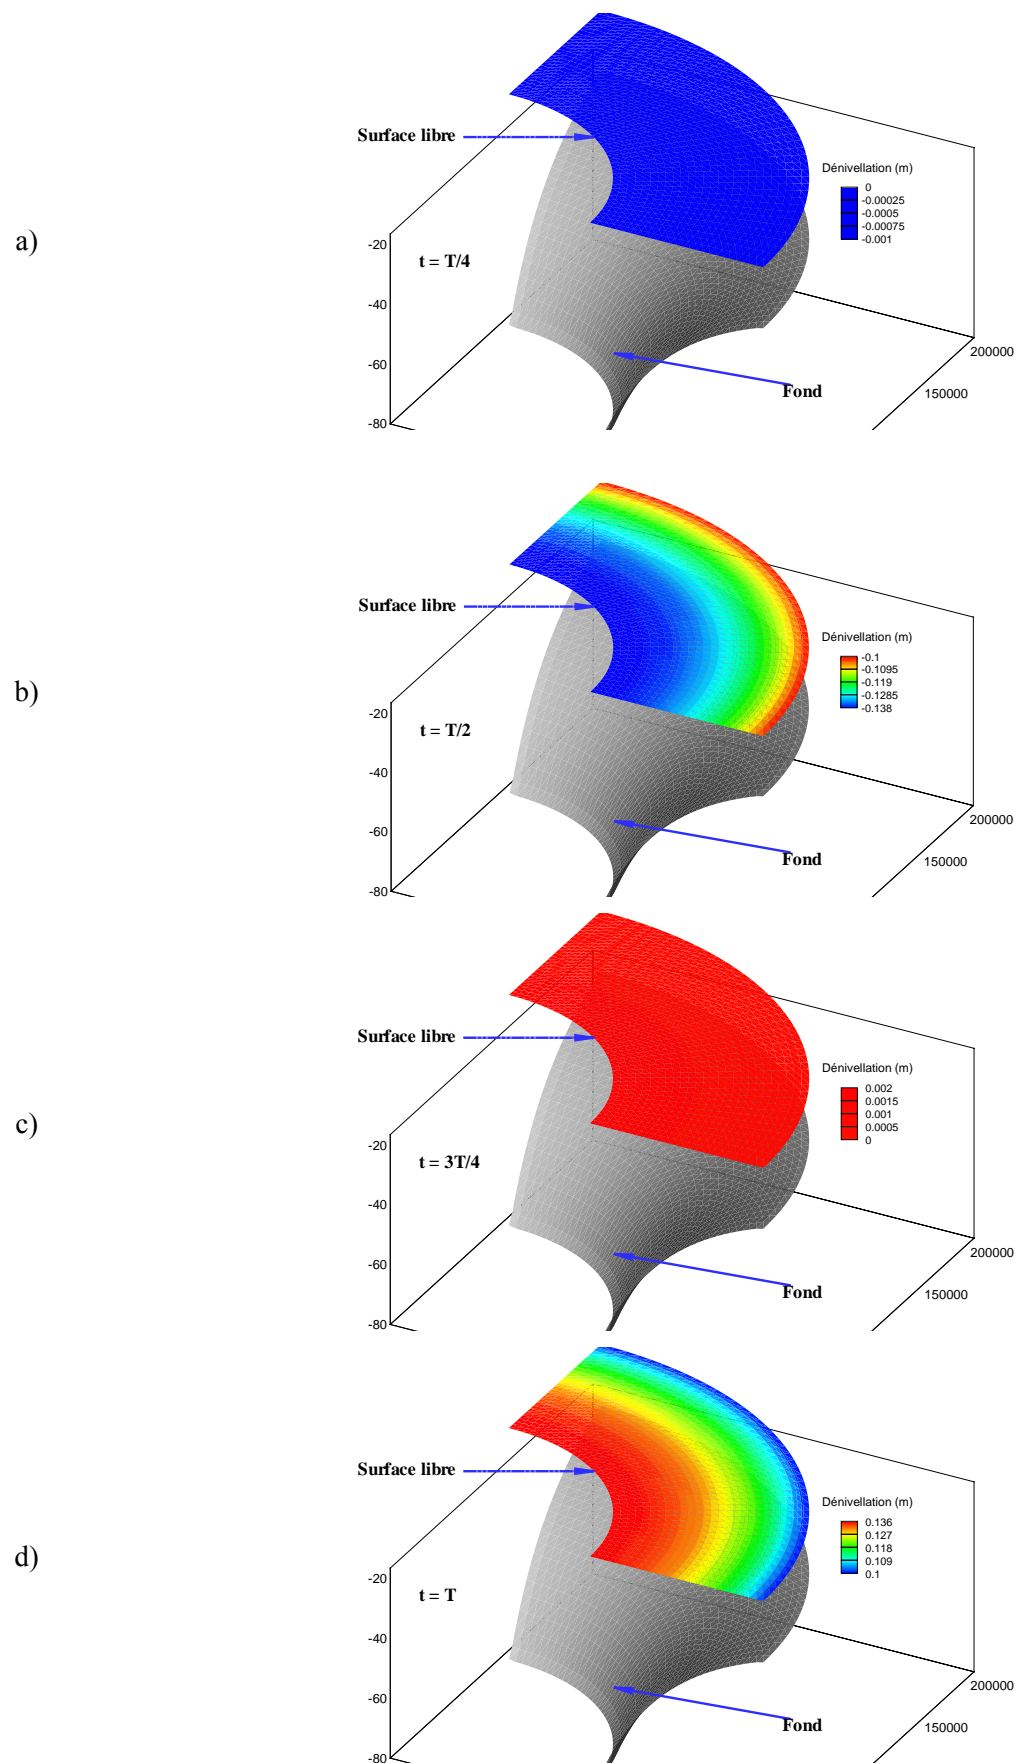 a)
Surface libre
Dénivellation (m)
0
-0.00025
-0.0005
-0.00075
-0.001
t = T/4
-20
-40
-60
-80
Fond
200000
150000
b)
Surface libre
Dénivellation (m)
-0.1
-0.1095
-0.119
-0.1285
-0.138
t = T/2
-20
-40
-60
-80
Fond
200000
150000
c)
Surface libre
Dénivellation (m)
0.002
0.0015
0.001
0.0005
0
t = 3T/4
-20
-40
-60
-80
Fond
200000
150000
d)
Surface libre
Dénivellation (m)
0.136
0.127
0.118
0.109
0.1
t = T
-20
-40
-60
-80
Fond
200000
150000